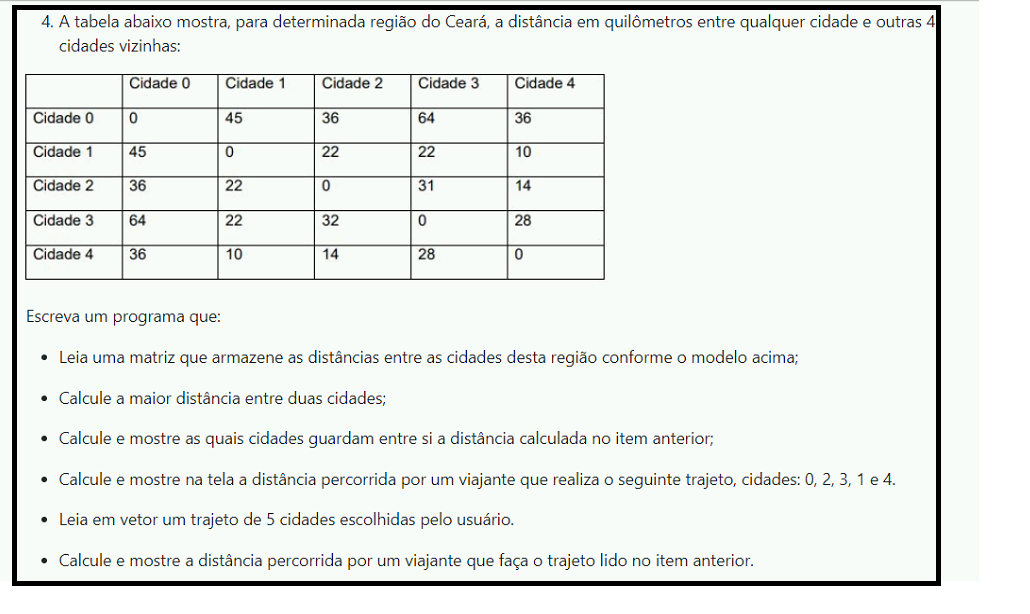 4. A tabela abaixo mostra, para determinada região do Ceará, a distância em quilômetros entre qualquer cidade e outras 4
cidades vizinhas:
Cidade 0 Cidade 1 Cidade 2 Cidade 3 Cidade 4
Cidade 0 0 45 36 64 36
Cidade 1 45 0 22 22 10
Cidade 2 36 22 0 31 14
Cidade 3 64 22 32 0 28
Cidade 4 36 10 14 28 0
Escreva um programa que:
• Leia uma matriz que armazene as distâncias entre as cidades desta região conforme o modelo acima;
• Calcule a maior distância entre duas cidades;
• Calcule e mostre as quais cidades guardam entre si a distância calculada no item anterior;
• Calcule e mostre na tela a distância percorrida por um viajante que realiza o seguinte trajeto, cidades: 0, 2, 3, 1 e 4.
• Leia em vetor um trajeto de 5 cidades escolhidas pelo usuário.
• Calcule e mostre a distância percorrida por um viajante que faça o trajeto lido no item anterior.